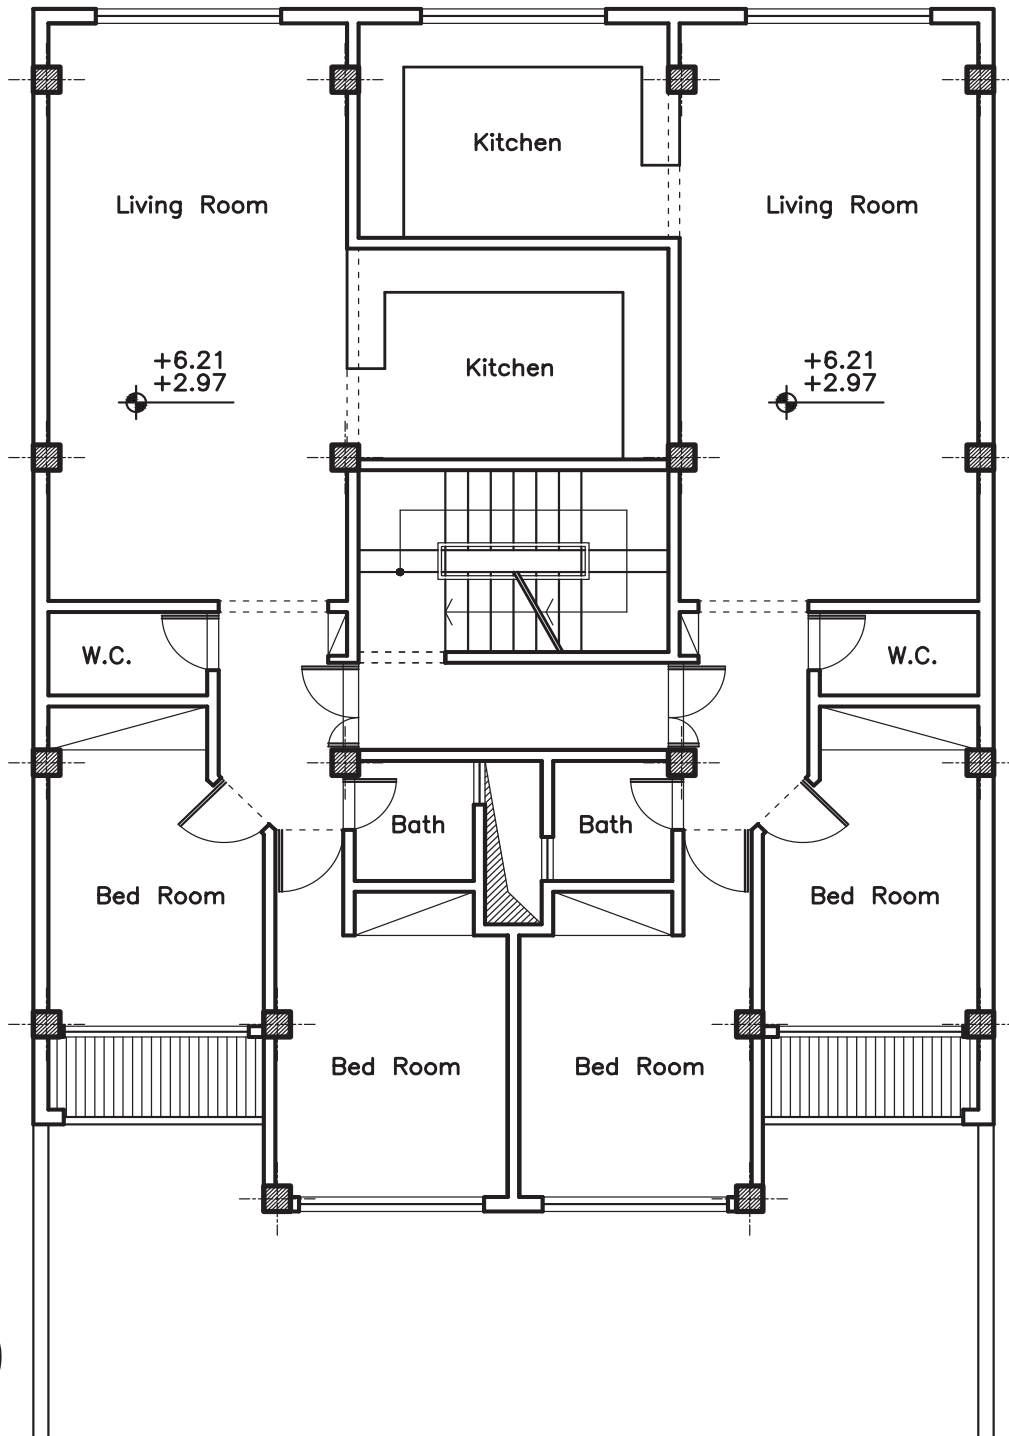 Kitchen
Living Room
Living Room
+6.21
+2.97
Kitchen
+6.21
+2.97
W.C.
W.C.
Bath
Bath
Bed Room
Bed Room
Bed Room
Bed Room